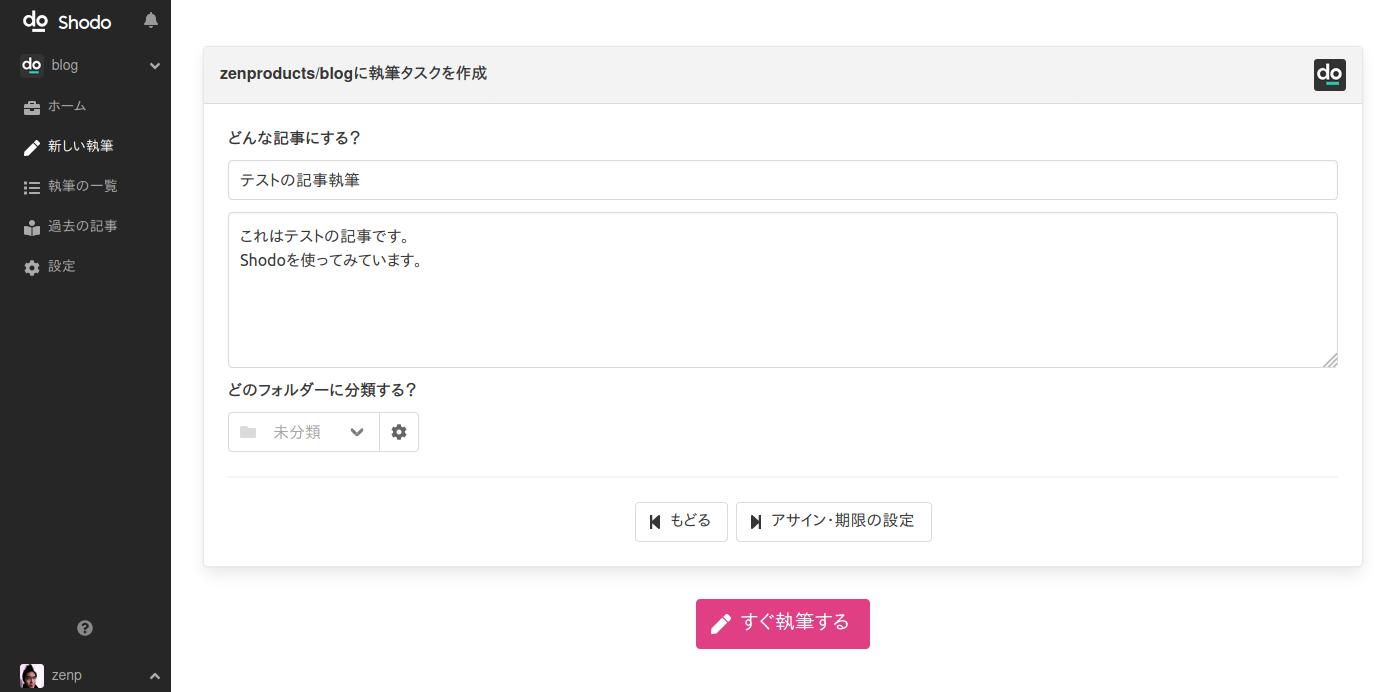 do Shodo
do blog
ホーム
新しい執筆
執筆の一覧
過去の記事
設定
?
zenp
zenproducts/blogに執筆タスクを作成
do
どんな記事にする?
テストの記事執筆
これはテストの記事です。
Shodoを使ってみています。
どのフォルダーに分類する?
未分類
もどる
アサイン・期限の設定
すぐ執筆する